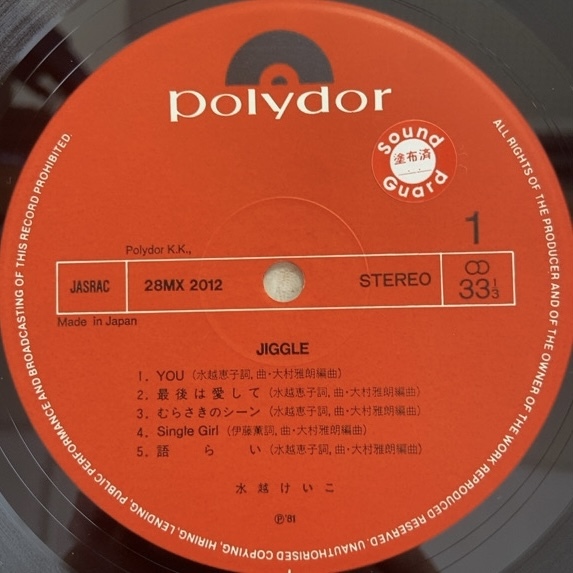 polydor
Sound
塗布済
Guard
1
Polydor K.K.,
JASRAC
28MX 2012
STEREO
33 1/3
Made in Japan
JIGGLE
1. YOU (水越恵子詞, 曲・大村雅朗編曲)
2. 最後は愛して (水越恵子詞, 曲・大村雅朗編曲)
3. むらさきのシーン (水越恵子詞, 曲・大村雅朗編曲)
4. Single Girl (伊藤薫詞, 曲・大村雅朗編曲)
5. 語らい (水越恵子詞, 曲・大村雅朗編曲)
水越けいこ
Ⓟ'81
ALL RIGHTS OF THE PRODUCER AND OF THE OWNER OF THE WORK REPRODUCED RESERVED. UNAUTHORISED COPYING, HIRING, LENDING, PUBLIC PERFORMANCE AND BROADCASTING OF THIS RECORD PROHIBITED.